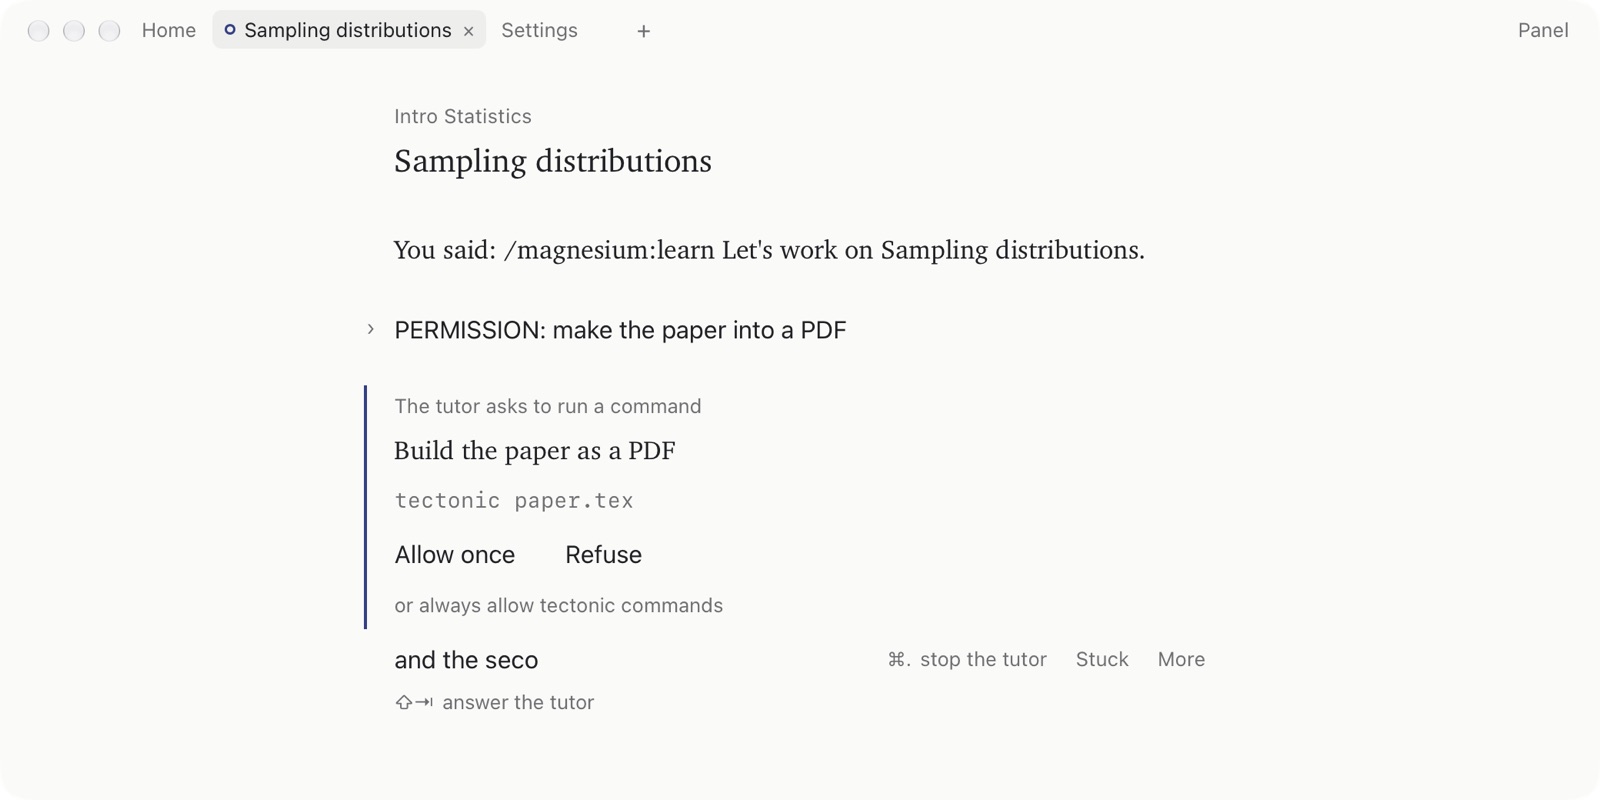 Home
Sampling distributions ×
Settings
+
Panel
Intro Statistics
Sampling distributions
You said: /magnesium:learn Let's work on Sampling distributions.
› PERMISSION: make the paper into a PDF
The tutor asks to run a command
Build the paper as a PDF
tectonic paper.tex
Allow once Refuse
or always allow tectonic commands
and the seco
⌘. stop the tutor Stuck More
⇧⇥ answer the tutor